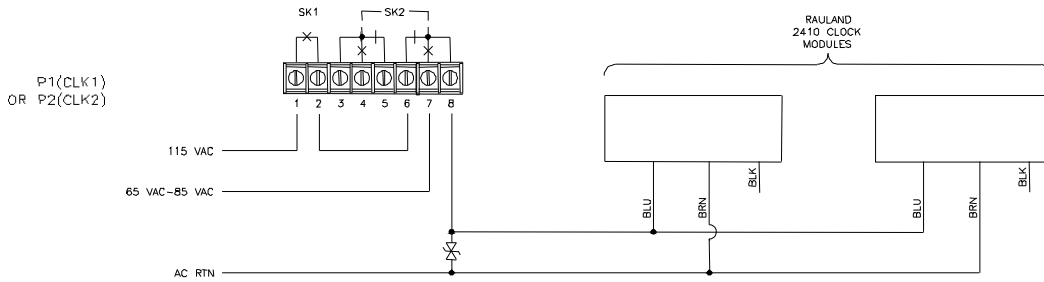 SK1
SK2
RAULAND
2410 CLOCK
MODULES
P1(CLK1)
OR P2(CLK2)
1 2 3 4 5 6 7 8
115 VAC
65 VAC-85 VAC
BLU
BRN
BLK
BLU
BRN
BLK
AC RTN